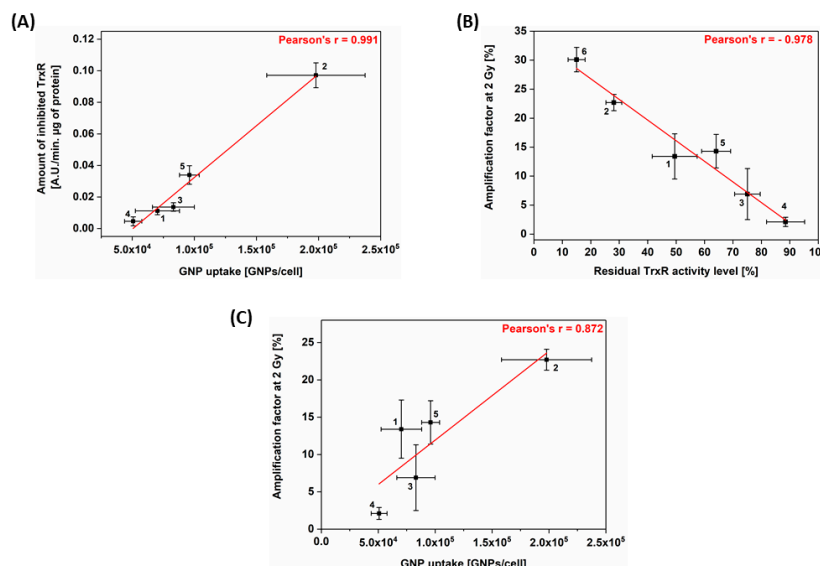 (A)
Pearson's r = 0.991
Amount of inhibited TrxR
[A.U./min. µg of protein]
0.12
0.10
0.08
0.06
0.04
0.02
0.00
2
5
3
1
4
5.0x10⁴
1.0x10⁵
1.5x10⁵
2.0x10⁵
2.5x10⁵
GNP uptake [GNPs/cell]
(B)
Pearson's r = - 0.978
Amplification factor at 2 Gy [%]
40
35
30
25
20
15
10
5
0
6
2
1
5
3
4
0 10 20 30 40 50 60 70 80 90 100
Residual TrxR activity level [%]
(C)
Pearson's r = 0.872
Amplification factor at 2 Gy [%]
25
20
15
10
5
0
2
1
5
3
4
0.0
5.0x10⁴
1.0x10⁵
1.5x10⁵
2.0x10⁵
2.5x10⁵
GNP uptake [GNPs/cell]